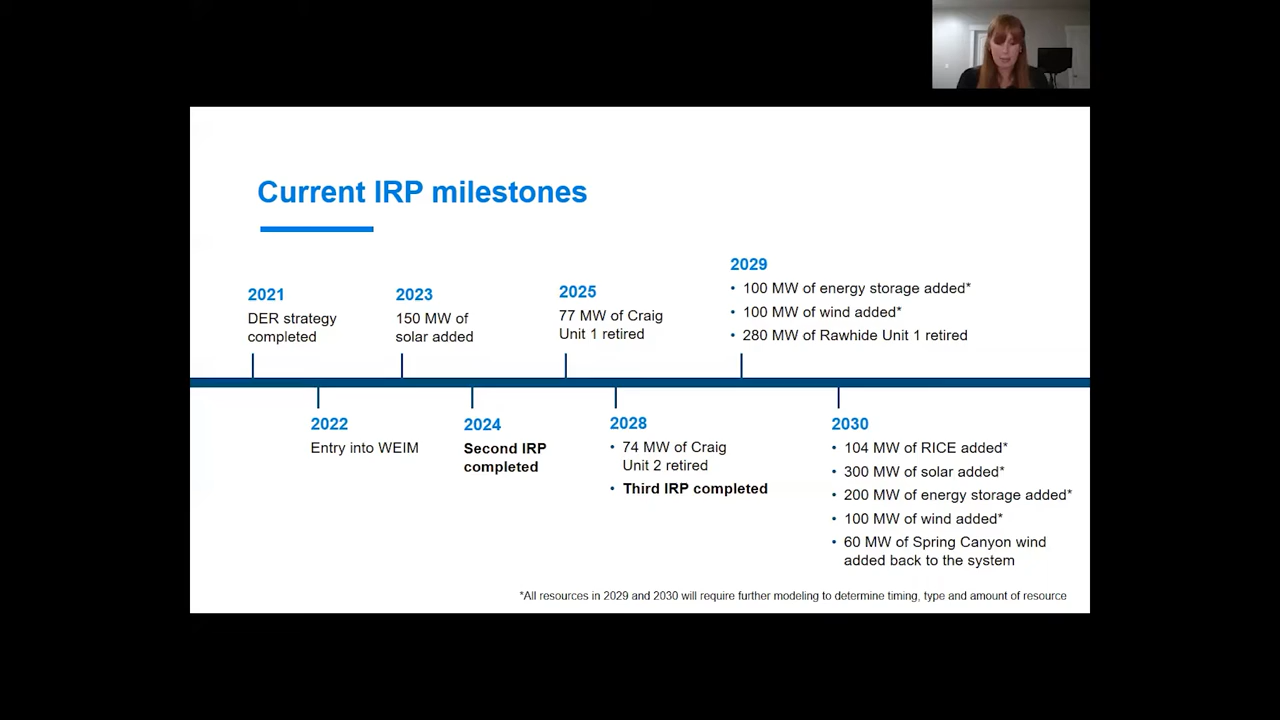 Current IRP milestones
2021
DER strategy
completed
2023
150 MW of
solar added
2025
77 MW of Craig
Unit 1 retired
2029
• 100 MW of energy storage added*
• 100 MW of wind added*
• 280 MW of Rawhide Unit 1 retired
2022
Entry into WEIM
2024
Second IRP
completed
2028
• 74 MW of Craig
Unit 2 retired
• Third IRP completed
2030
• 104 MW of RICE added*
• 300 MW of solar added*
• 200 MW of energy storage added*
• 100 MW of wind added*
• 60 MW of Spring Canyon wind
added back to the system
*All resources in 2029 and 2030 will require further modeling to determine timing, type and amount of resource